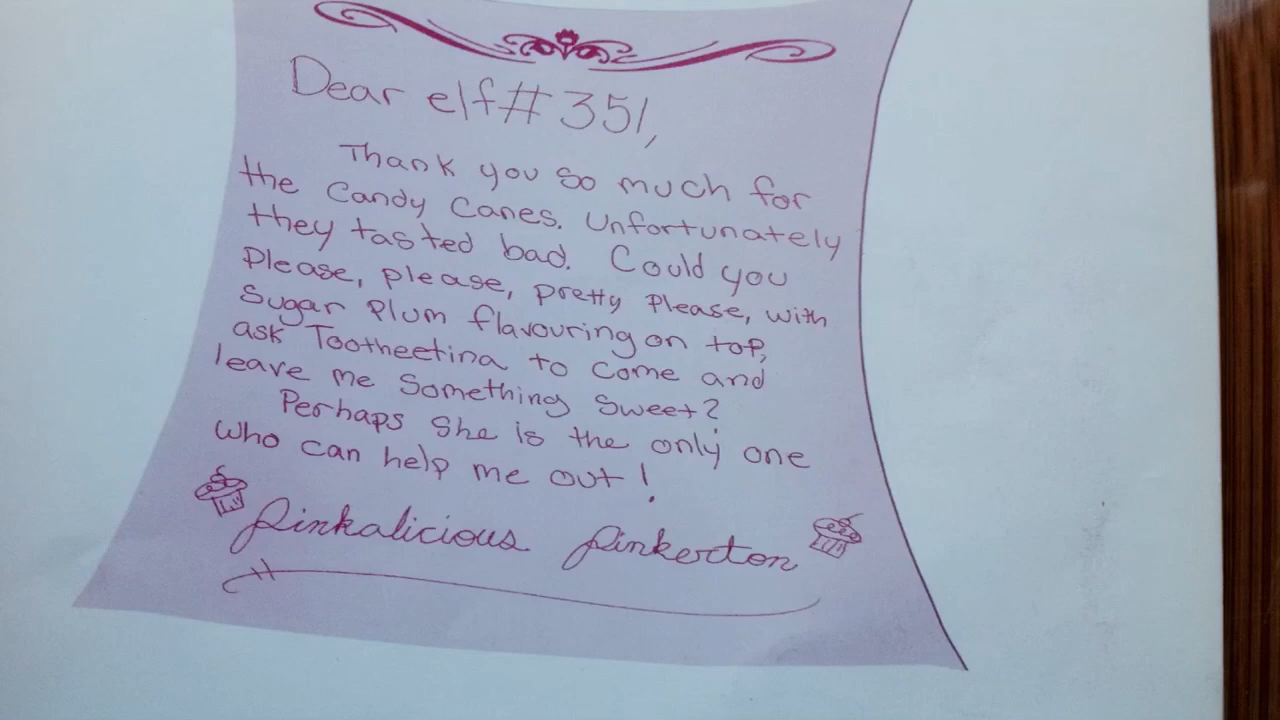 Dear elf# 351,
Thank you so much for
the Candy Canes. Unfortunately
they tasted bad. Could you
Please, please, pretty Please, with
Sugar Plum flavouring on top,
ask Tootheetina to come and
leave me Something Sweet?
Perhaps She is the only one
who can help me out!
Pinkalicious Pinkerton